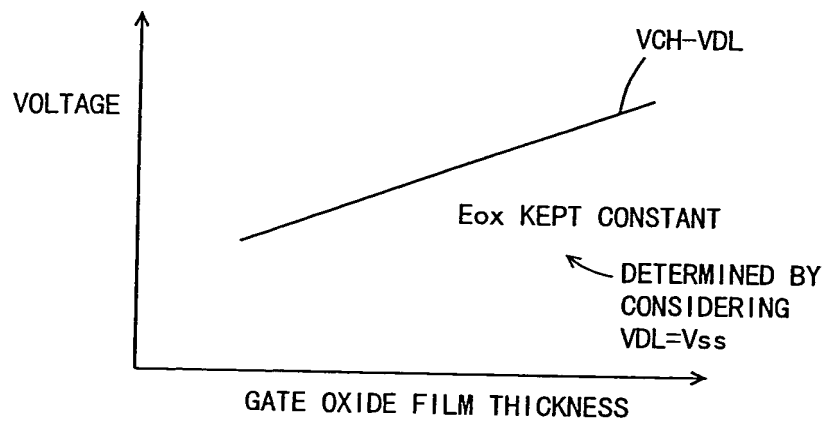 VCH-VDL
VOLTAGE
Eox KEPT CONSTANT
DETERMINED BY
CONSIDERING
VDL=Vss
GATE OXIDE FILM THICKNESS